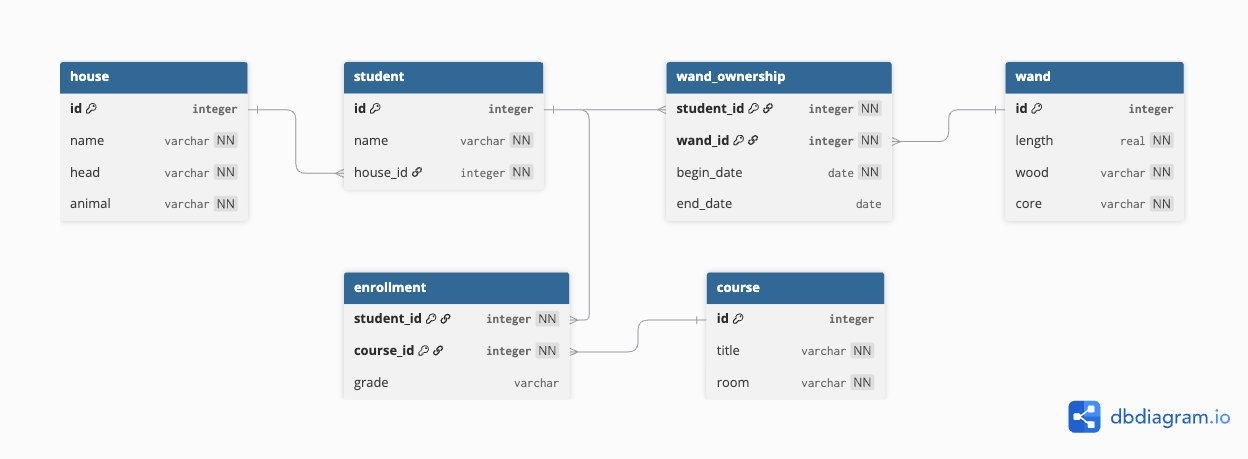 house
id integer
name varchar NN
head varchar NN
animal varchar NN
student
id integer
name varchar NN
house_id integer NN
wand_ownership
student_id integer NN
wand_id integer NN
begin_date date NN
end_date date
wand
id integer
length real NN
wood varchar NN
core varchar NN
enrollment
student_id integer NN
course_id integer NN
grade varchar
course
id integer
title varchar NN
room varchar NN
dbdiagram.io